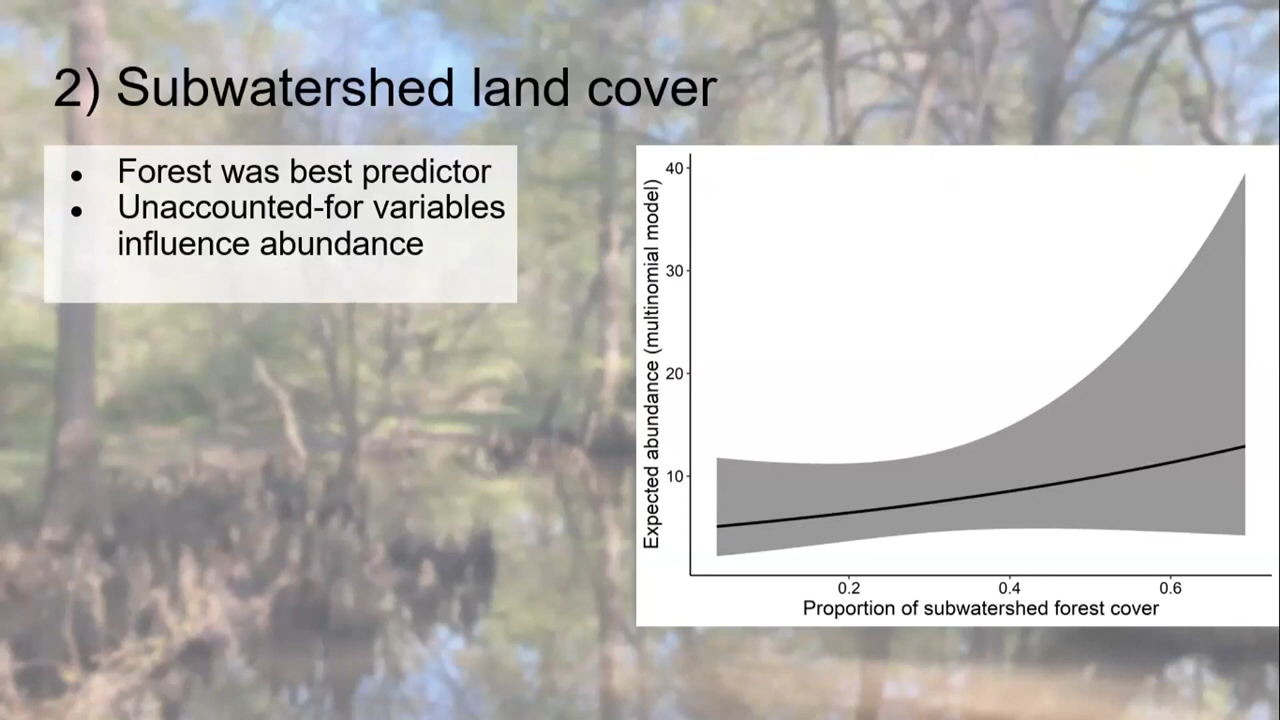 2) Subwatershed land cover
● Forest was best predictor
● Unaccounted-for variables
influence abundance
Expected abundance (multinomial model)
40
30
20
10
0.2 0.4 0.6
Proportion of subwatershed forest cover